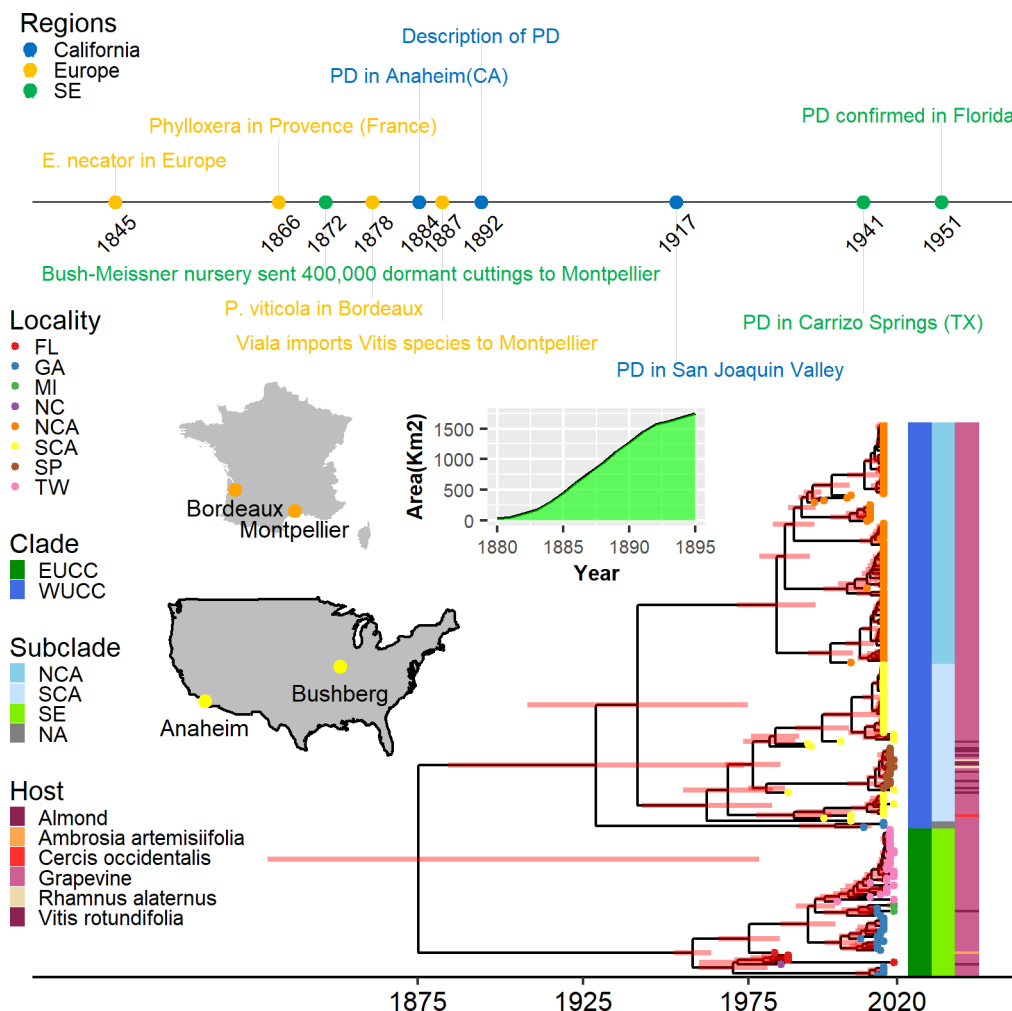 Regions
California
Europe
SE
Description of PD
PD in Anaheim(CA)
PD confirmed in Florida
Phylloxera in Provence (France)
E. necator in Europe
1845
1866
1872
1878
1884
1887
1892
1917
1941
1951
Bush-Meissner nursery sent 400,000 dormant cuttings to Montpellier
P. viticola in Bordeaux
Viala imports Vitis species to Montpellier
PD in Carrizo Springs (TX)
PD in San Joaquin Valley
Locality
FL
GA
MI
NC
NCA
SCA
SP
TW
Clade
EUCC
WUCC
Subclade
NCA
SCA
SE
NA
Host
Almond
Ambrosia artemisiifolia
Cercis occidentalis
Grapevine
Rhamnus alaternus
Vitis rotundifolia
Bordeaux
Montpellier
Bushberg
Anaheim
Area(Km2)
1500
1000
500
0
1880
1885
1890
1895
Year
1875
1925
1975
2020